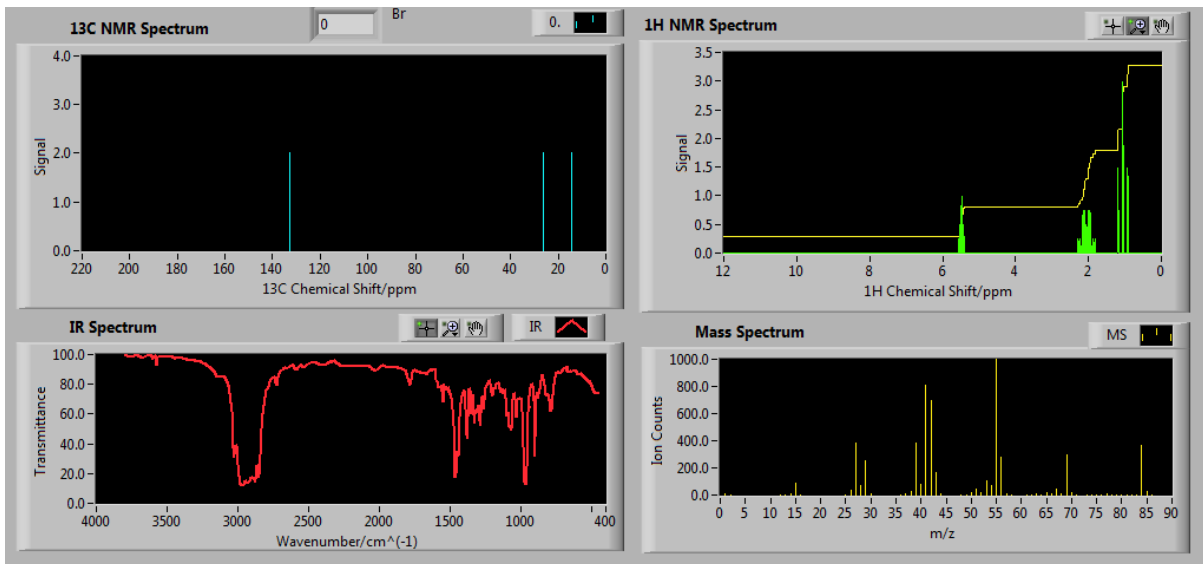 13C NMR Spectrum
0
Br
0.
4.0
3.0
2.0
1.0
0.0
Signal
220 200 180 160 140 120 100 80 60 40 20 0
13C Chemical Shift/ppm
1H NMR Spectrum
3.5
3.0
2.5
2.0
1.5
1.0
0.5
0.0
Signal
12 10 8 6 4 2 0
1H Chemical Shift/ppm
IR Spectrum
IR
100.0
80.0
60.0
40.0
20.0
0.0
Transmittance
4000 3000 2000 1000 400
Wavenumber/cm^(-1)
Mass Spectrum
MS
1000.0
800.0
600.0
400.0
200.0
0.0
Ion Counts
0 5 10 15 20 25 30 35 40 45 50 55 60 65 70 75 80 85 90
m/z